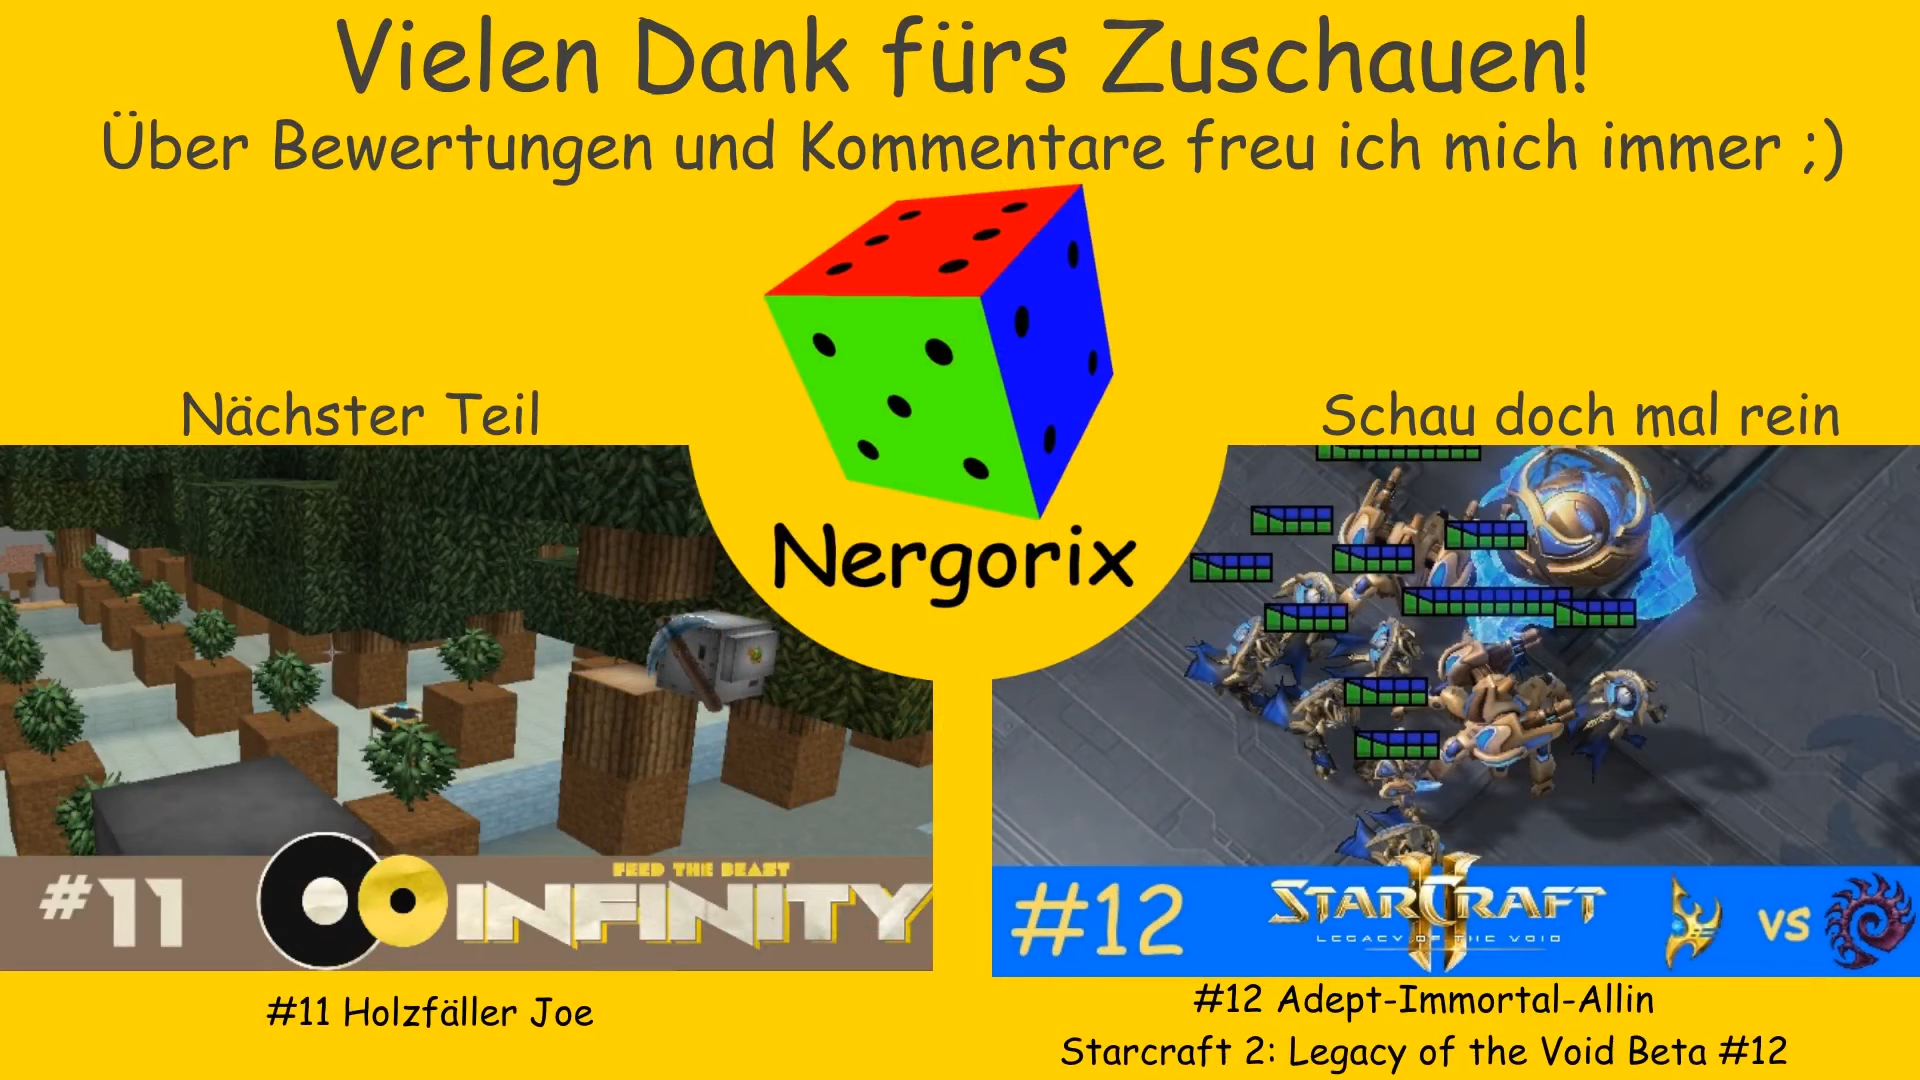 Vielen Dank fürs Zuschauen!
Über Bewertungen und Kommentare freu ich mich immer ;)
Nergorix
Nächster Teil
#11
FEED THE BEAST
INFINITY
#11 Holzfäller Joe
Schau doch mal rein
#12
STARCRAFT
II
LEGACY OF THE VOID
vs
#12 Adept-Immortal-Allin
Starcraft 2: Legacy of the Void Beta #12